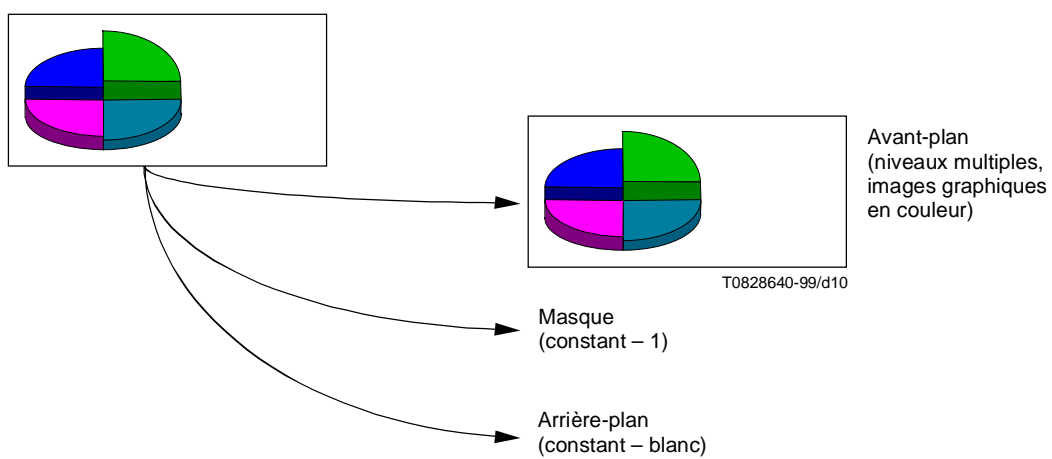 Avant-plan
(niveaux multiples,
images graphiques
en couleur)
T0828640-99/d10
Masque
(constant – 1)
Arrière-plan
(constant – blanc)